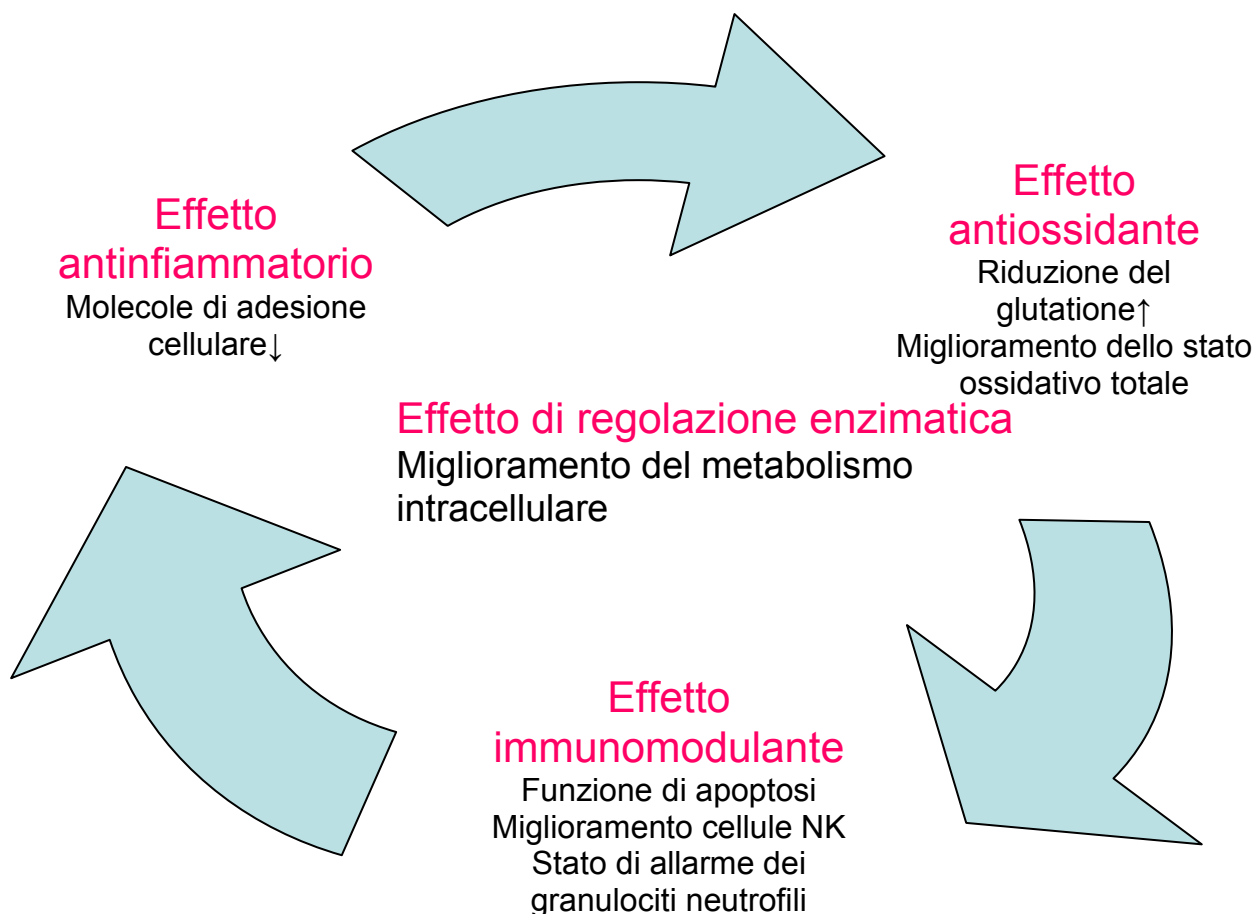 Effetto
antinfiammatorio
Molecole di adesione
cellulare↓
Effetto
antiossidante
Riduzione del
glutatione↑
Miglioramento dello stato
ossidativo totale
Effetto di regolazione enzimatica
Miglioramento del metabolismo
intracellulare
Effetto
immunomodulante
Funzione di apoptosi
Miglioramento cellule NK
Stato di allarme dei
granulociti neutrofili